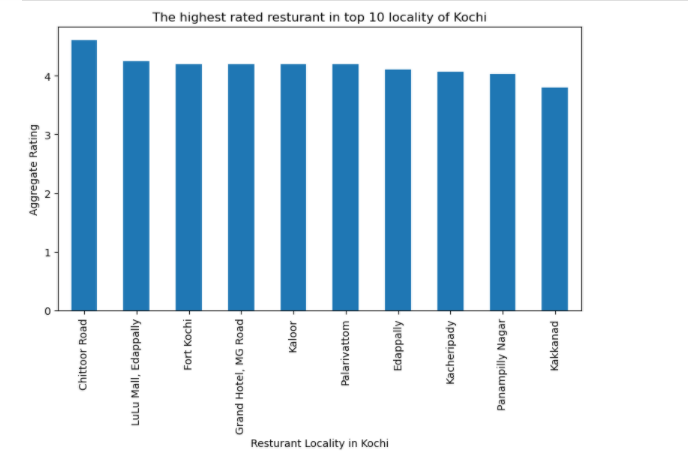 The highest rated resturant in top 10 locality of Kochi
Aggregate Rating
4
3
2
1
0
Chittoor Road
LuLu Mall, Edappally
Fort Kochi
Grand Hotel, MG Road
Kaloor
Palarivattom
Edappally
Kacheripady
Panampilly Nagar
Kakkanad
Resturant Locality in Kochi